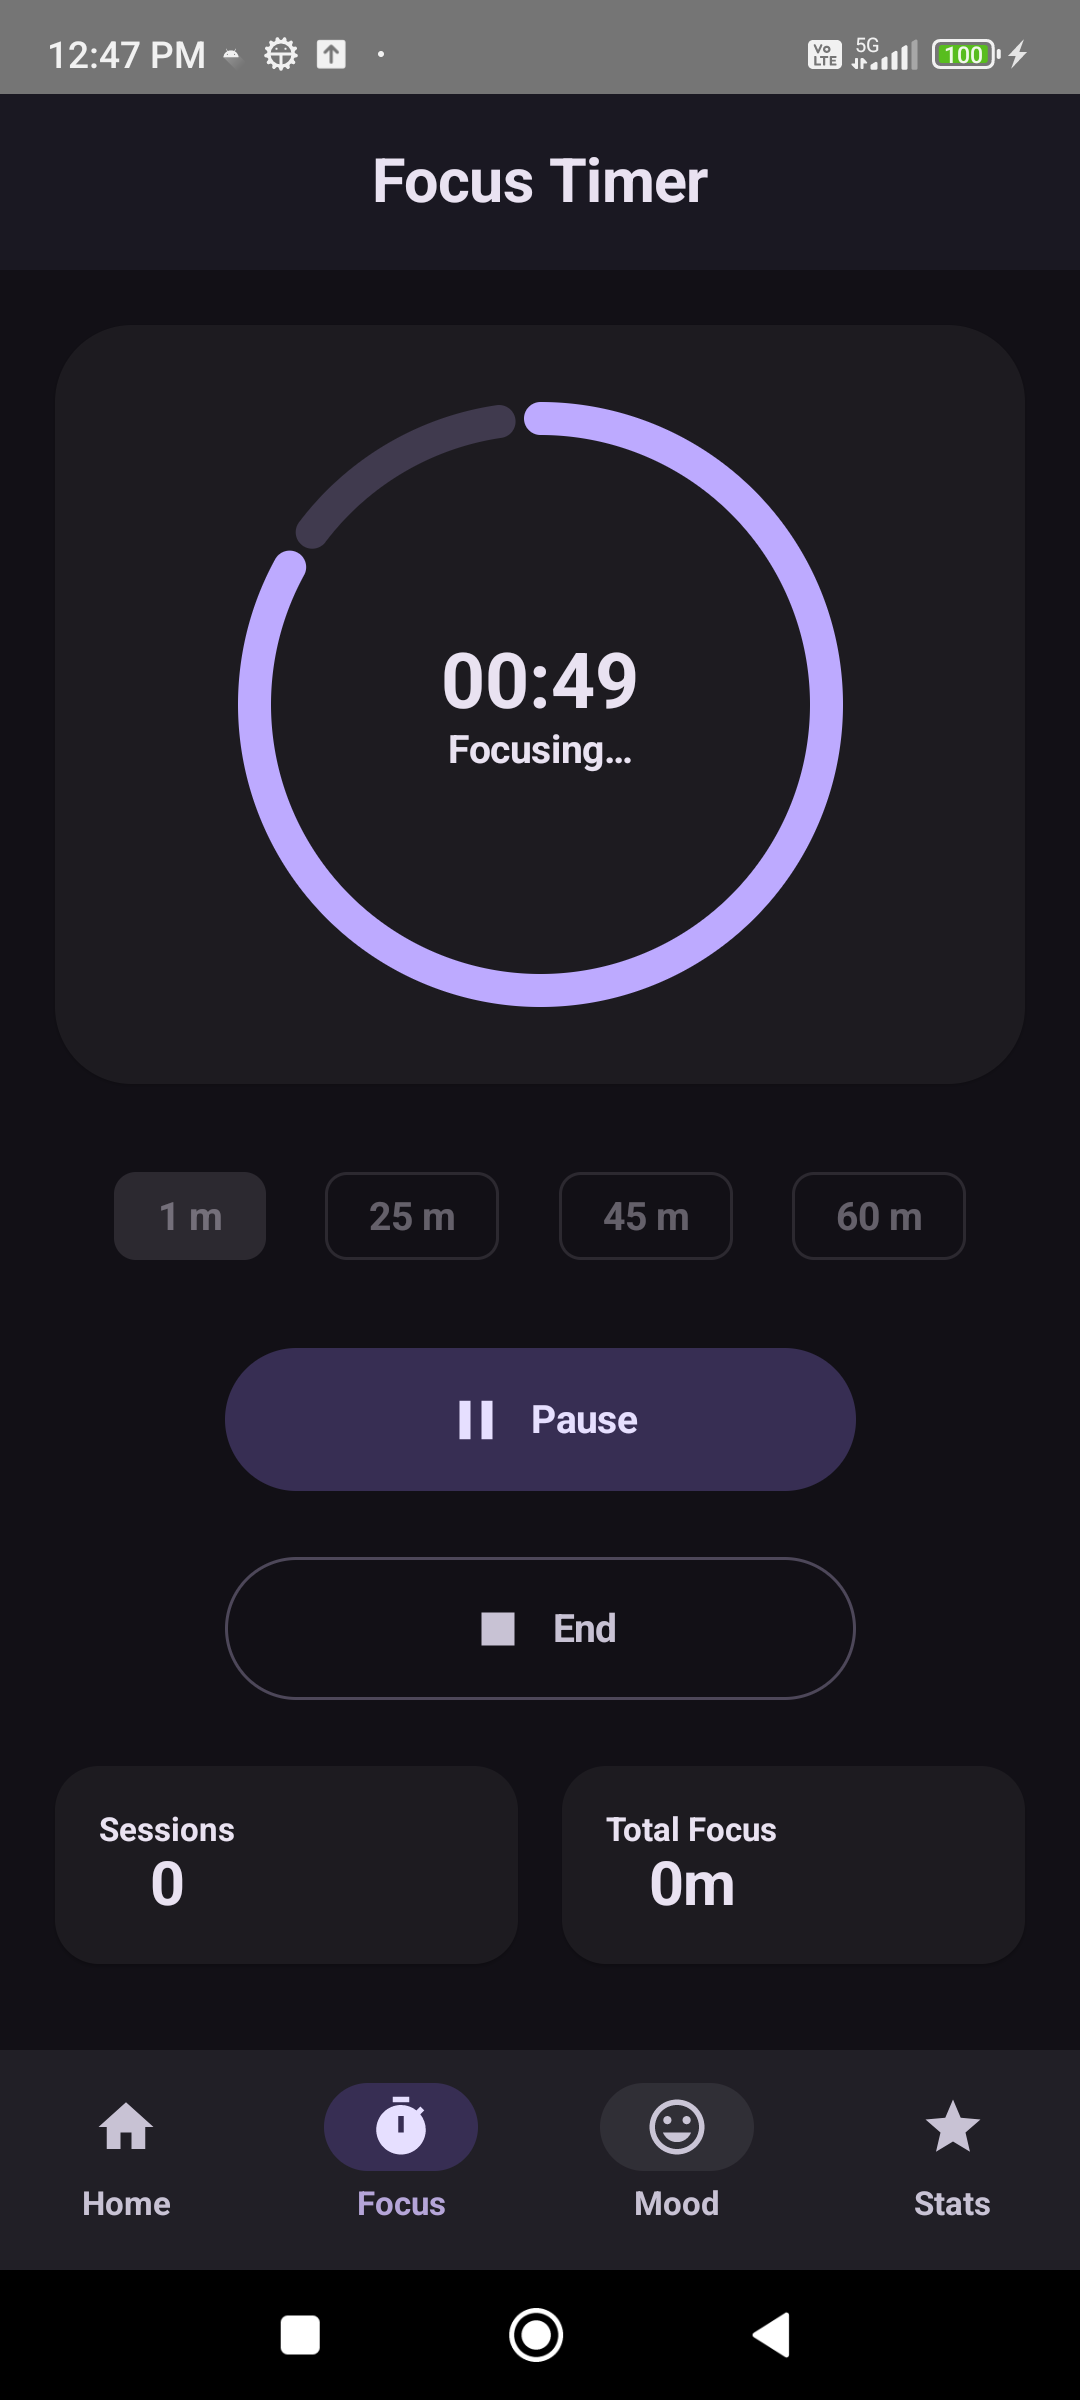 12:47 PM
Vo LTE 5G 100
Focus Timer
00:49
Focusing...
1 m 25 m 45 m 60 m
Pause
End
Sessions
0
Total Focus
0m
Home Focus Mood Stats